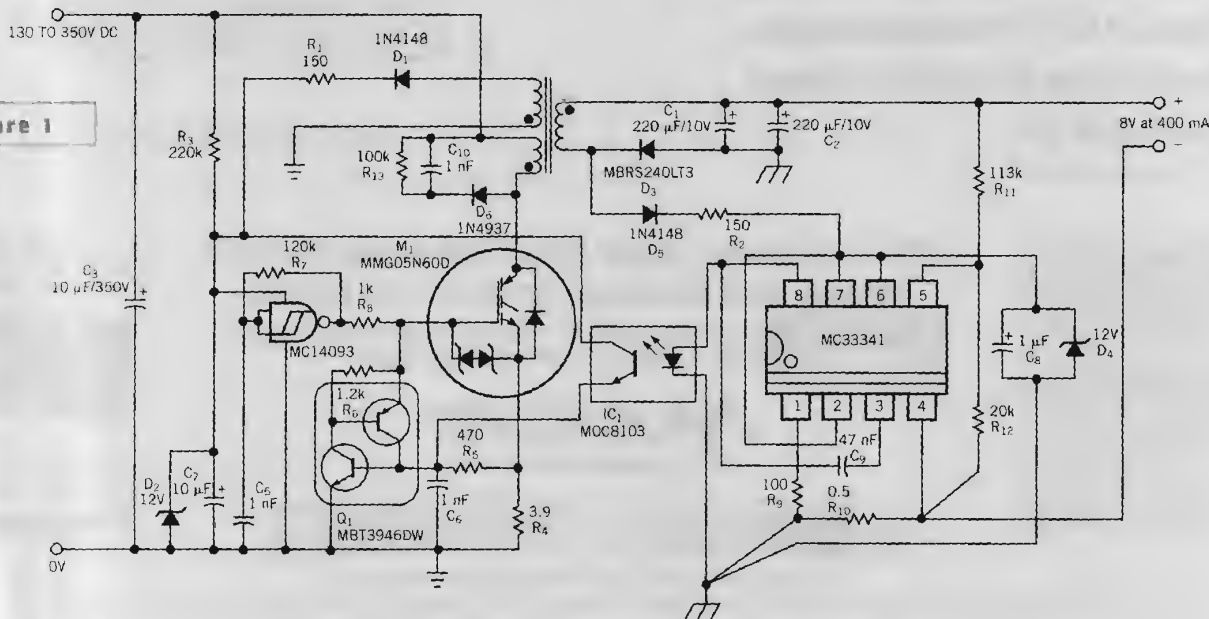 130 TO 350V DC
1N4148
D1
R1
150
ure 1
R3
220k
C10
1 nF
100k
R13
D6
1N4937
C1
220 µF/10V
220 µF/10V
C2
MBRS240LT3
D3
8V at 400 mA
+
−
113k
R11
1N4148
D5
150
R2
120k
R7
M1
MMG05N60D
1k
R8
C3
10 µF/350V
+
MC14093
8
7
6
5
MC33341
1
2
3
4
+
1 µF
C8
12V
D4
1.2k
R6
IC1
MOC8103
470
R5
47 nF
C9
20k
R12
D2
12V
C7
10 µF
+
C5
1 nF
1 nF
C6
3.9
R4
100
R9
0.5
R10
Q1
MBT3946DW
0V